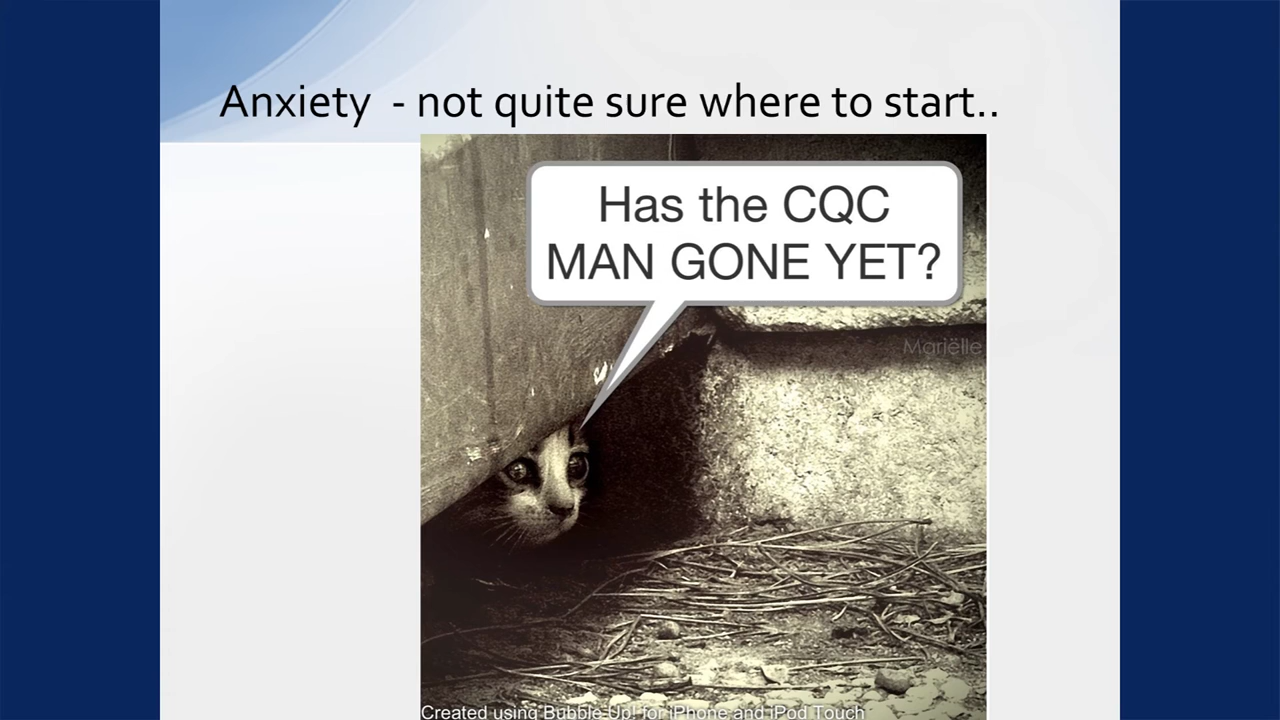 Anxiety - not quite sure where to start..
Has the CQC
MAN GONE YET?
Mariëlle
Created using Bubble Up! for iPhone and iPod Touch